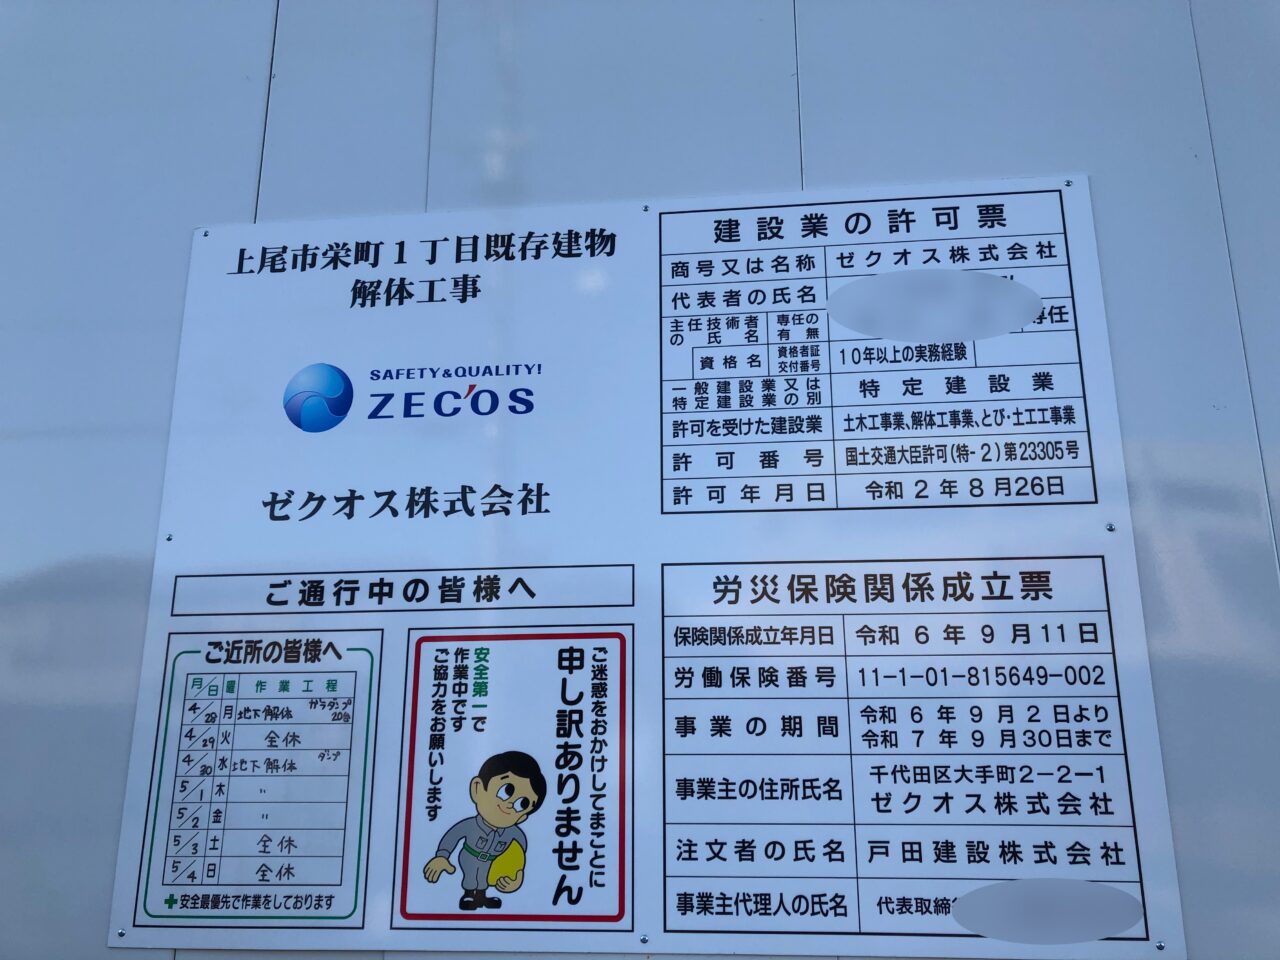 上尾市栄町1丁目既存建物
解体工事
SAFETY&QUALITY!
ZEC'OS
ゼクオス株式会社
建設業の許可票
商号又は名称 ゼクオス株式会社
代表者の氏名
主任技術者の氏名 専任の有無 専任
資格名 資格者証交付番号 10年以上の実務経験
一般建設業又は特定建設業の別 特定建設業
許可を受けた建設業 土木工事業、解体工事業、とび・土工工事業
許可番号 国土交通大臣許可(特-2)第23305号
許可年月日 令和2年8月26日
ご通行中の皆様へ
ご近所の皆様へ
月/日 曜 作業工程
4/28 月 地下解体 ガラダンプ20台
4/29 火 全休
4/30 水 地下解体 ダンプ
5/1 木 〃
5/2 金 〃
5/3 土 全休
5/4 日 全休
安全最優先で作業をしております
ご迷惑をおかけしてまことに
申し訳ありません
安全第一で
作業中です
ご協力をお願いします
労災保険関係成立票
保険関係成立年月日 令和6年9月11日
労働保険番号 11-1-01-815649-002
事業の期間 令和6年9月2日より
令和7年9月30日まで
事業主の住所氏名 千代田区大手町2-2-1
ゼクオス株式会社
注文者の氏名 戸田建設株式会社
事業主代理人の氏名 代表取締